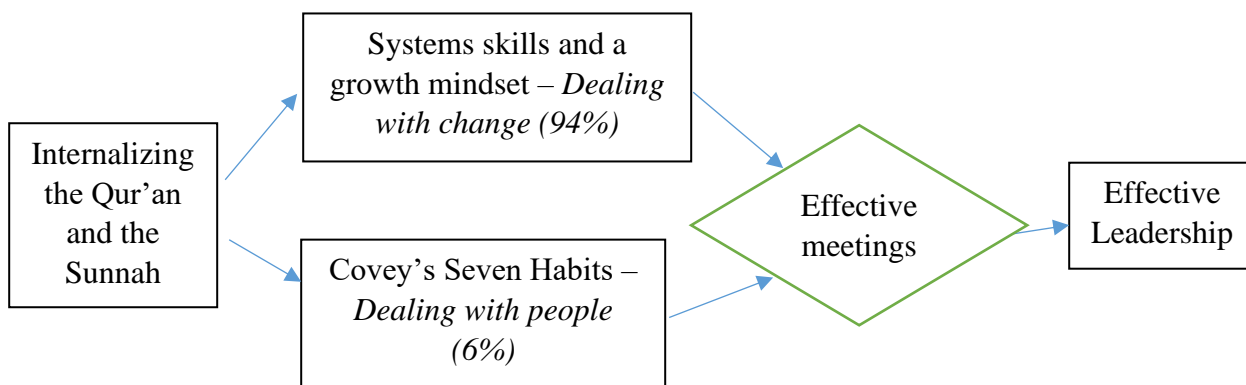 Internalizing
the Qur’an
and the
Sunnah
Systems skills and a
growth mindset – Dealing
with change (94%)
Covey’s Seven Habits –
Dealing with people
(6%)
Effective
meetings
Effective
Leadership